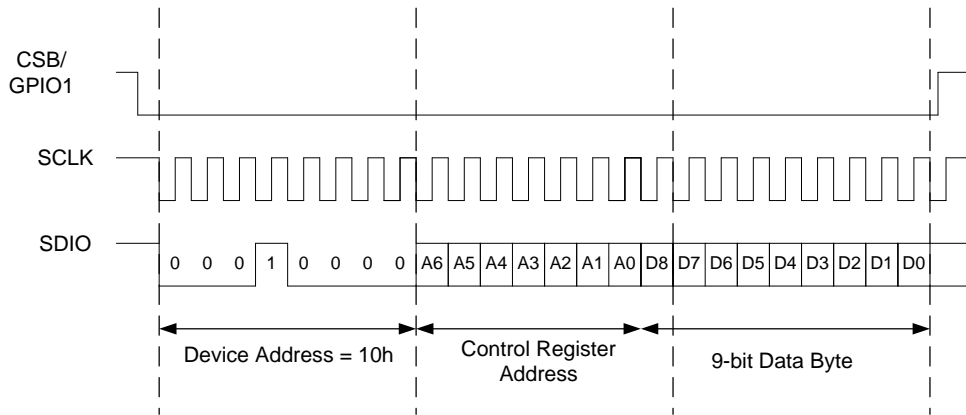 CSB/
GPIO1
SCLK
SDIO
0 0 0 1 0 0 0 0 A6 A5 A4 A3 A2 A1 A0 D8 D7 D6 D5 D4 D3 D2 D1 D0
Device Address = 10h
Control Register
Address
9-bit Data Byte